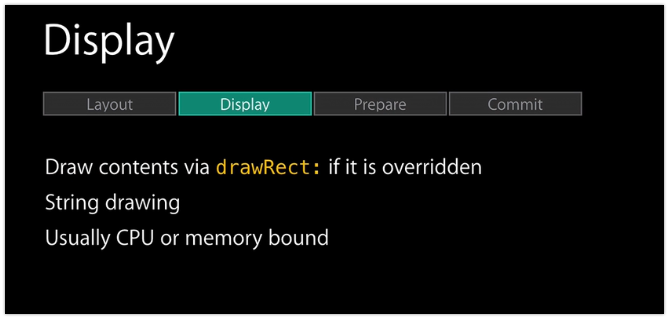 Display
Layout
Display
Prepare
Commit
Draw contents via drawRect: if it is overridden
String drawing
Usually CPU or memory bound